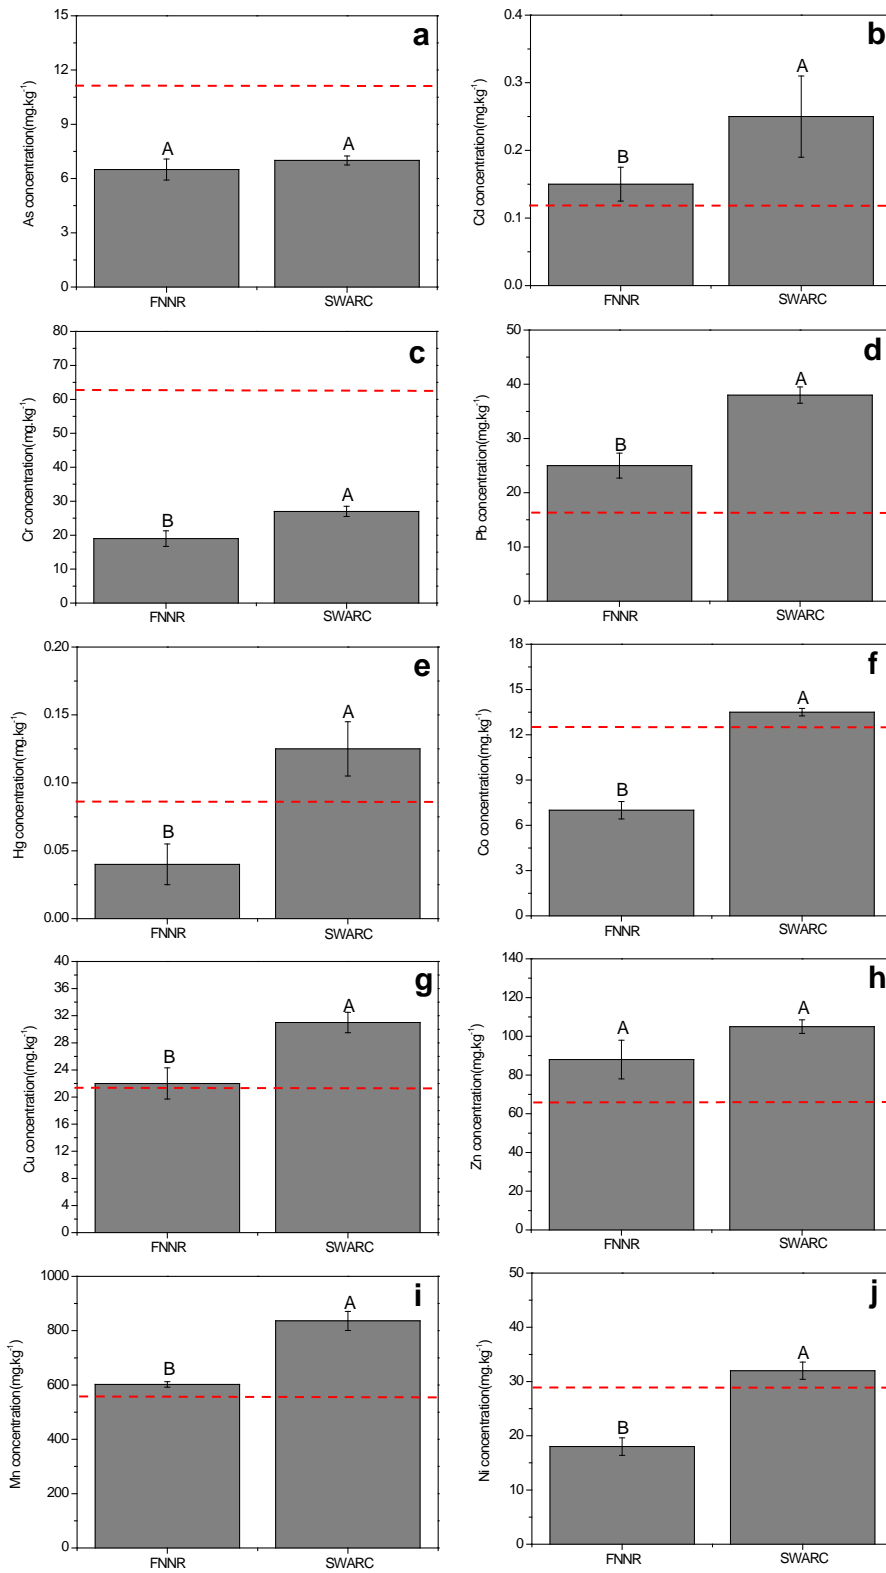 a
As concentration(mg.kg-1)
15
12
9
6
3
0
A
A
FNNR
SWARC
b
Cd concentration(mg.kg-1)
0.4
0.3
0.2
0.1
0.0
B
A
FNNR
SWARC
c
Cr concentration(mg.kg-1)
80
70
60
50
40
30
20
10
0
B
A
FNNR
SWARC
d
Pb concentration(mg.kg-1)
50
40
30
20
10
0
B
A
FNNR
SWARC
e
Hg concentration(mg.kg-1)
0.20
0.15
0.10
0.05
0.00
B
A
FNNR
SWARC
f
Co concentration(mg.kg-1)
18
15
12
9
6
3
0
B
A
FNNR
SWARC
g
Cu concentration(mg.kg-1)
40
36
32
28
24
20
16
12
8
4
0
B
A
FNNR
SWARC
h
Zn concentration(mg.kg-1)
140
120
100
80
60
40
20
0
A
A
FNNR
SWARC
i
Mn concentration(mg.kg-1)
1000
800
600
400
200
0
B
A
FNNR
SWARC
j
Ni concentration(mg.kg-1)
50
40
30
20
10
0
B
A
FNNR
SWARC